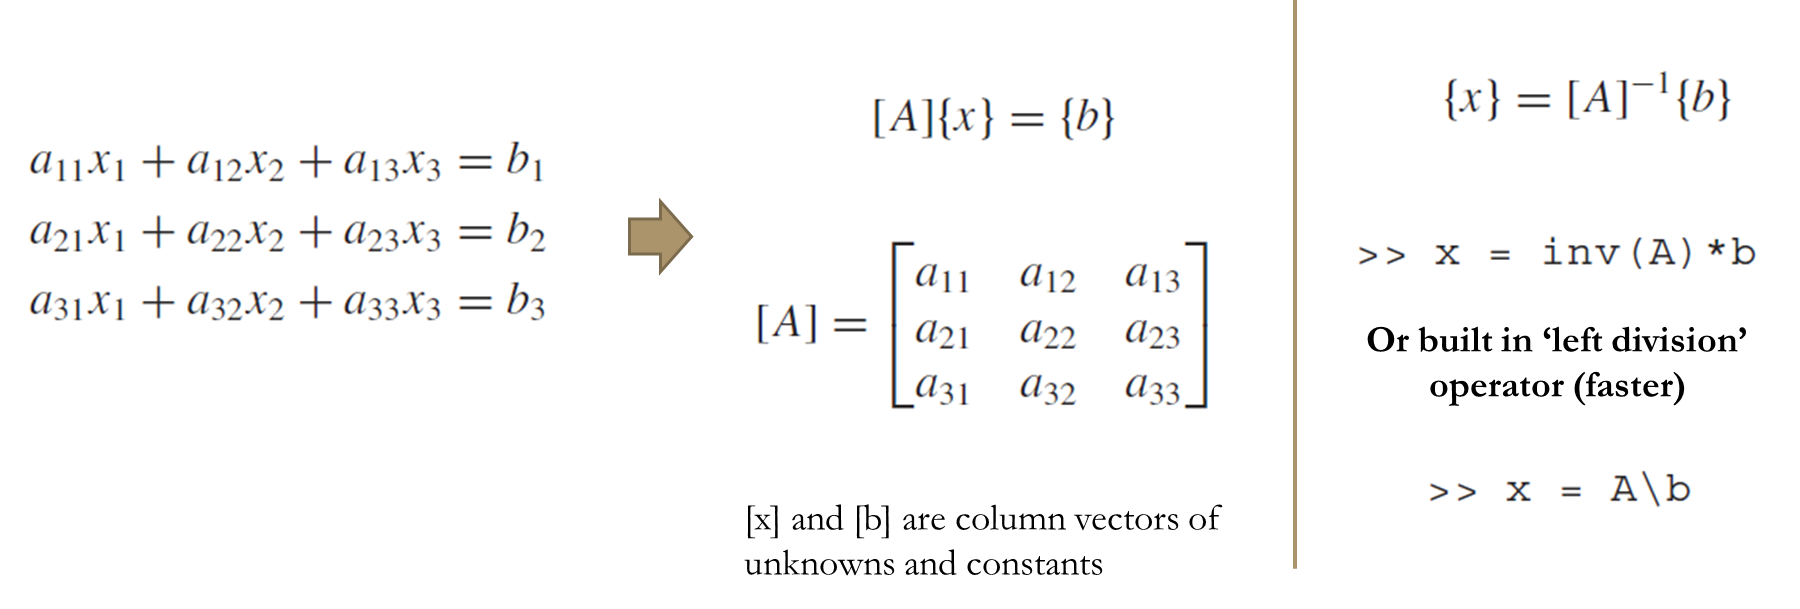 a₁₁x₁ + a₁₂x₂ + a₁₃x₃ = b₁
a₂₁x₁ + a₂₂x₂ + a₂₃x₃ = b₂
a₃₁x₁ + a₃₂x₂ + a₃₃x₃ = b₃
[A]{x} = {b}
[A] =
a₁₁ a₁₂ a₁₃
a₂₁ a₂₂ a₂₃
a₃₁ a₃₂ a₃₃
[x] and [b] are column vectors of
unknowns and constants
{x} = [A]⁻¹{b}
>> x = inv(A)*b
Or built in ‘left division’
operator (faster)
>> x = A\b